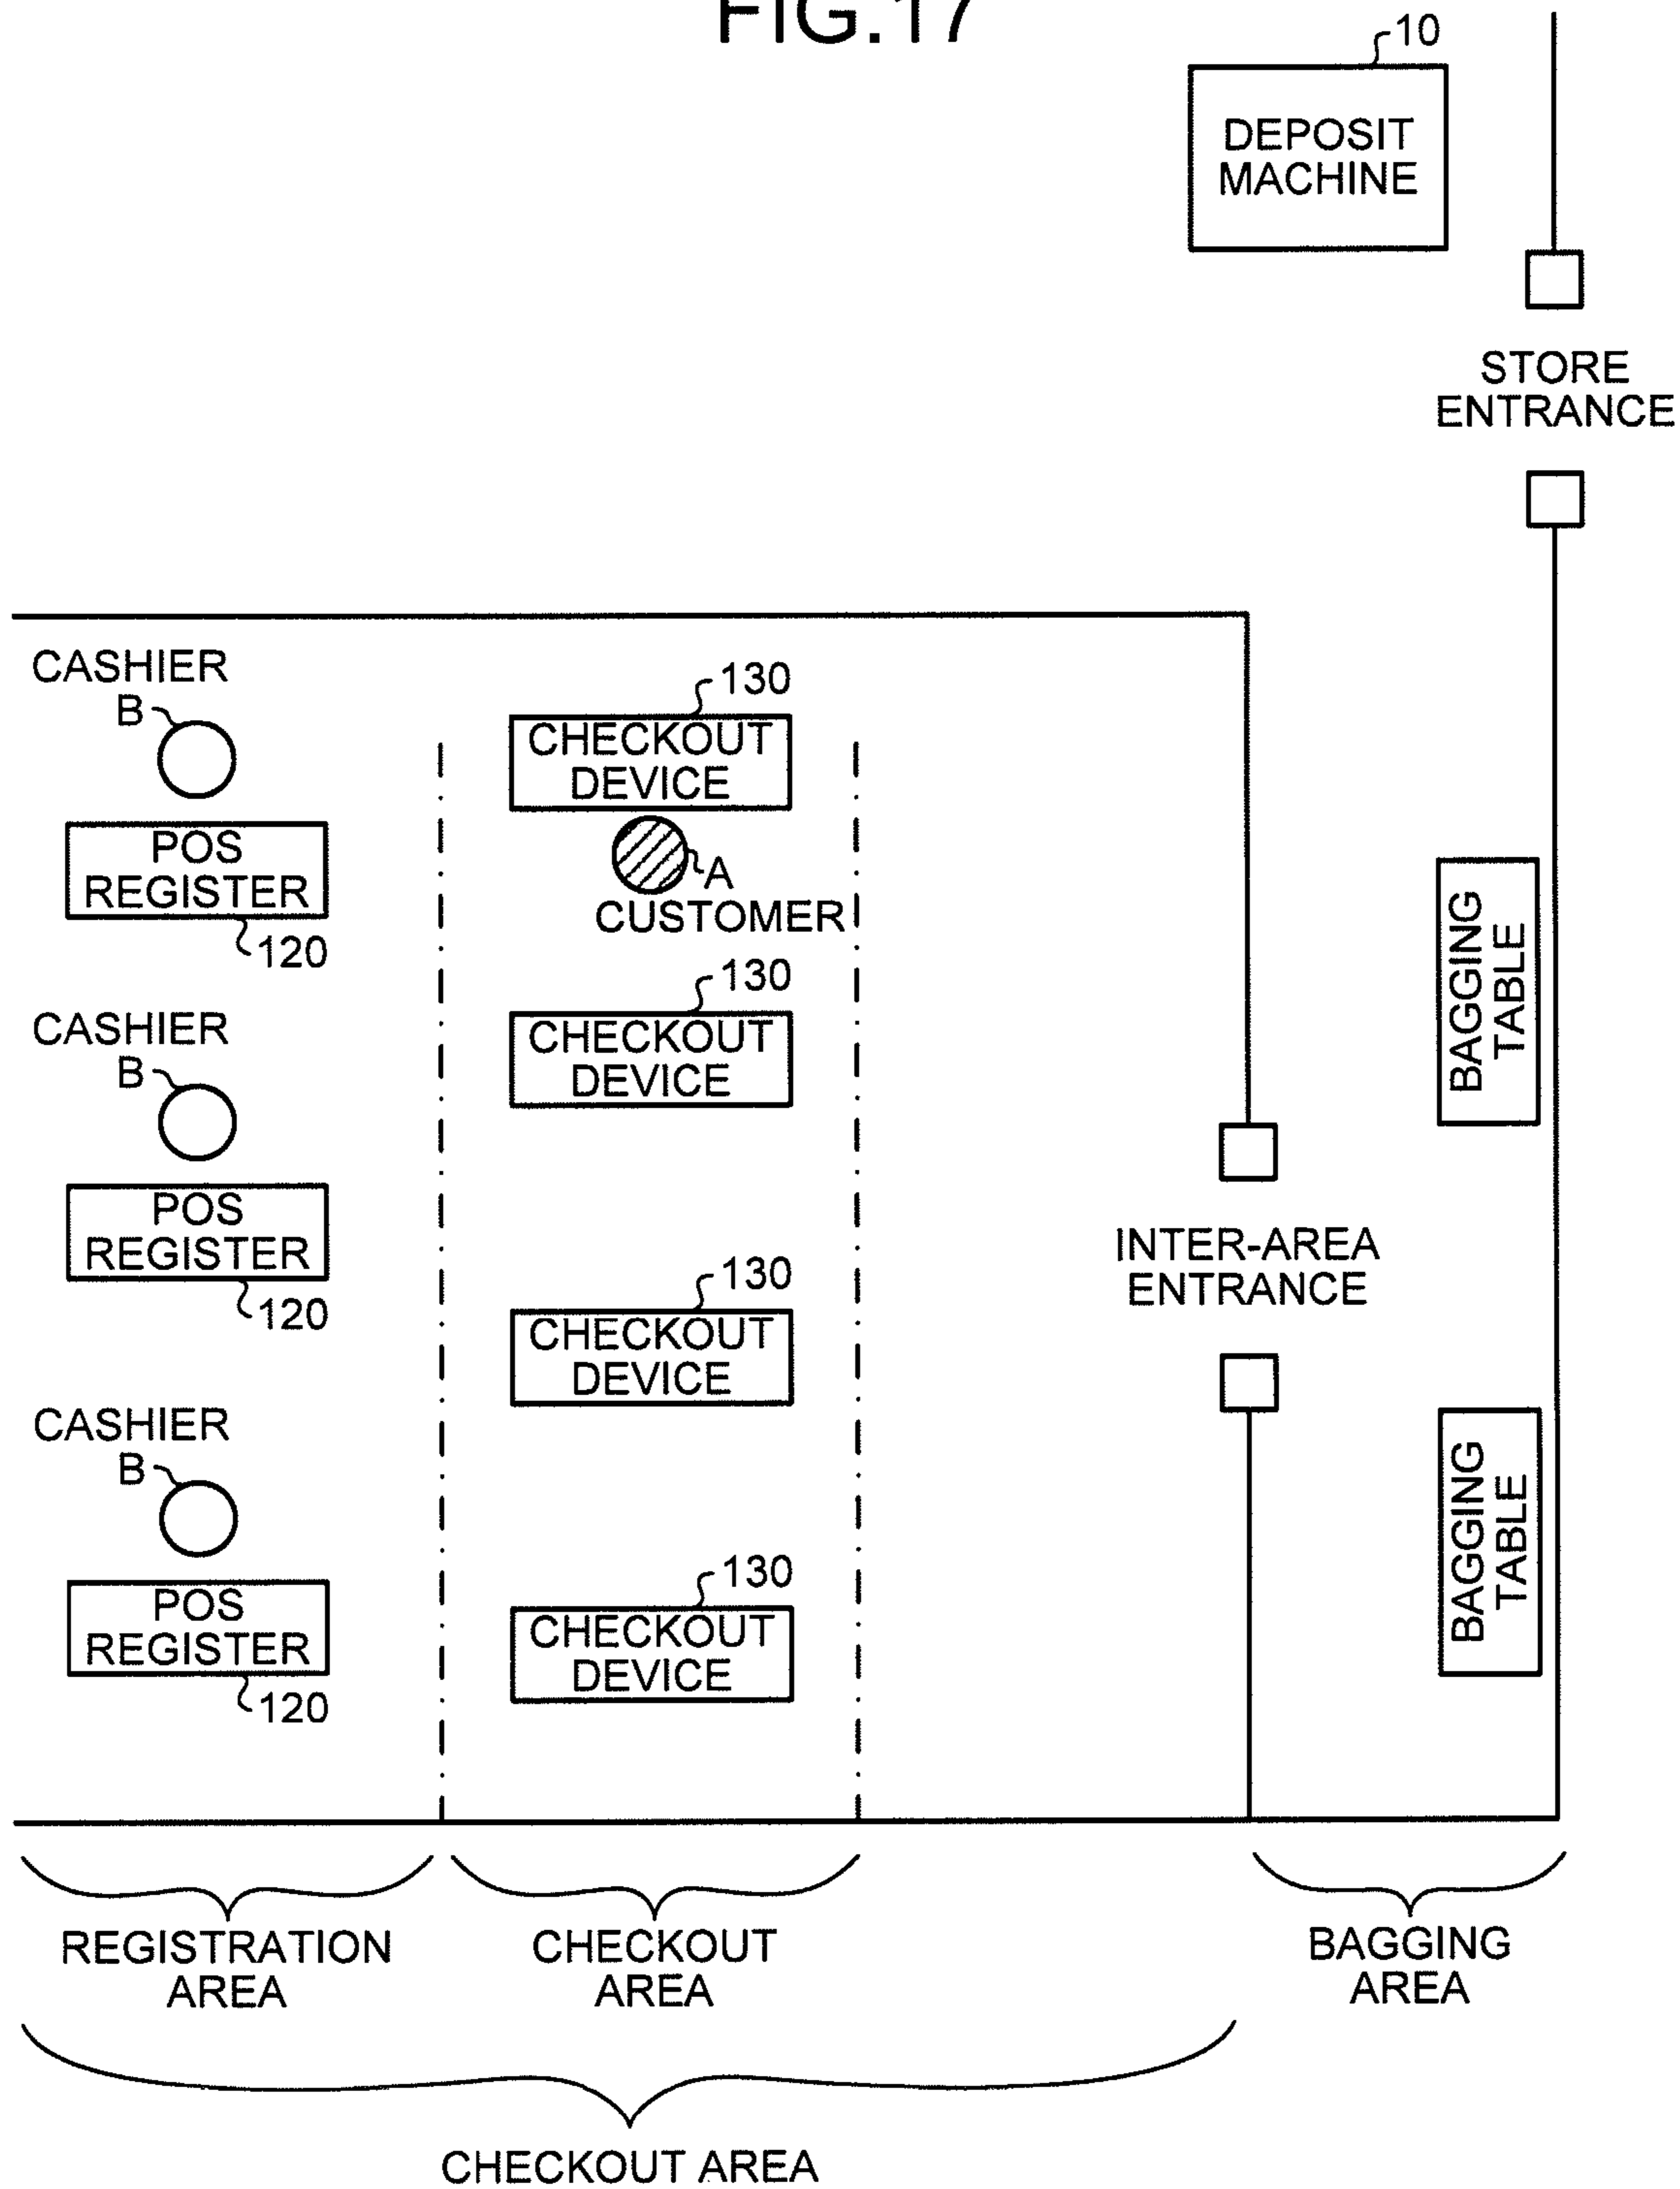 FIG.17
10
DEPOSIT
MACHINE
STORE
ENTRANCE
CASHIER
B
POS
REGISTER
120
130
CHECKOUT
DEVICE
A
CUSTOMER
130
CHECKOUT
DEVICE
CASHIER
B
POS
REGISTER
120
130
CHECKOUT
DEVICE
CASHIER
B
POS
REGISTER
120
130
CHECKOUT
DEVICE
INTER-AREA
ENTRANCE
BAGGING
TABLE
BAGGING
TABLE
REGISTRATION
AREA
CHECKOUT
AREA
BAGGING
AREA
CHECKOUT AREA